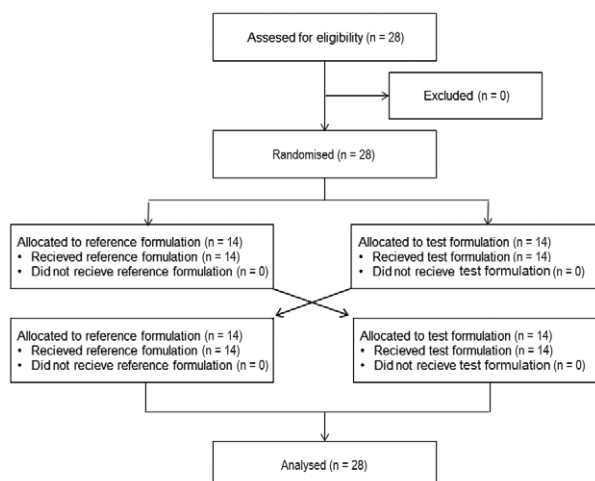 Assesed for eligibility (n = 28)
Excluded (n = 0)
Randomised (n = 28)
Allocated to reference formulation (n = 14)
• Recieved reference formulation (n = 14)
• Did not recieve reference formulation (n = 0)
Allocated to test formulation (n = 14)
• Recieved test formulation (n = 14)
• Did not recieve test formulation (n = 0)
Allocated to reference formulation (n = 14)
• Recieved reference formulation (n = 14)
• Did not recieve reference formulation (n = 0)
Allocated to test formulation (n = 14)
• Recieved test formulation (n = 14)
• Did not recieve test formulation (n = 0)
Analysed (n = 28)